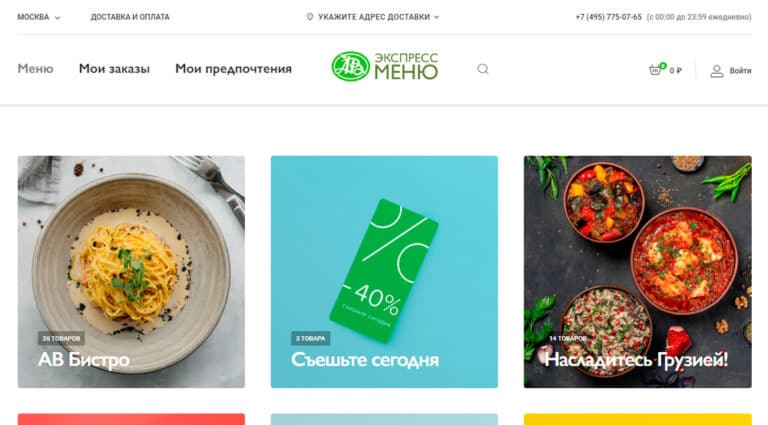 МОСКВА
ДОСТАВКА И ОПЛАТА
УКАЖИТЕ АДРЕС ДОСТАВКИ
+7 (495) 775-07-65 (с 00:00 до 23:59 ежедневно)
Меню
Мои заказы
Мои предпочтения
АВ
ЭКСПРЕСС
МЕНЮ
0
0 ₽
Войти
26 ТОВАРОВ
АВ Бистро
%
-40%
СЪЕШЬТЕ СЕГОДНЯ
3 ТОВАРА
Съешьте сегодня
14 ТОВАРОВ
Насладитесь Грузией!